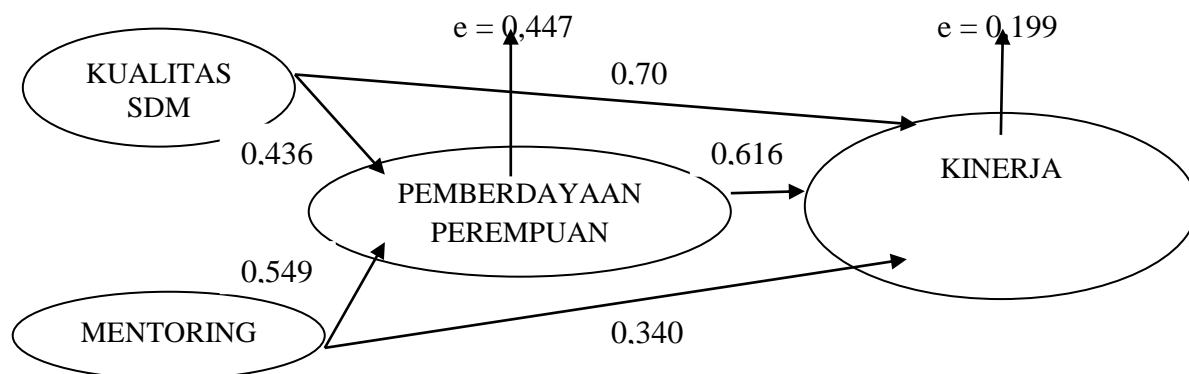 e = 0,447
e = 0,199
KUALITAS
SDM
0,70
0,436
0,616
KINERJA
PEMBERDAYAAN
PEREMPUAN
0,549
MENTORING
0,340